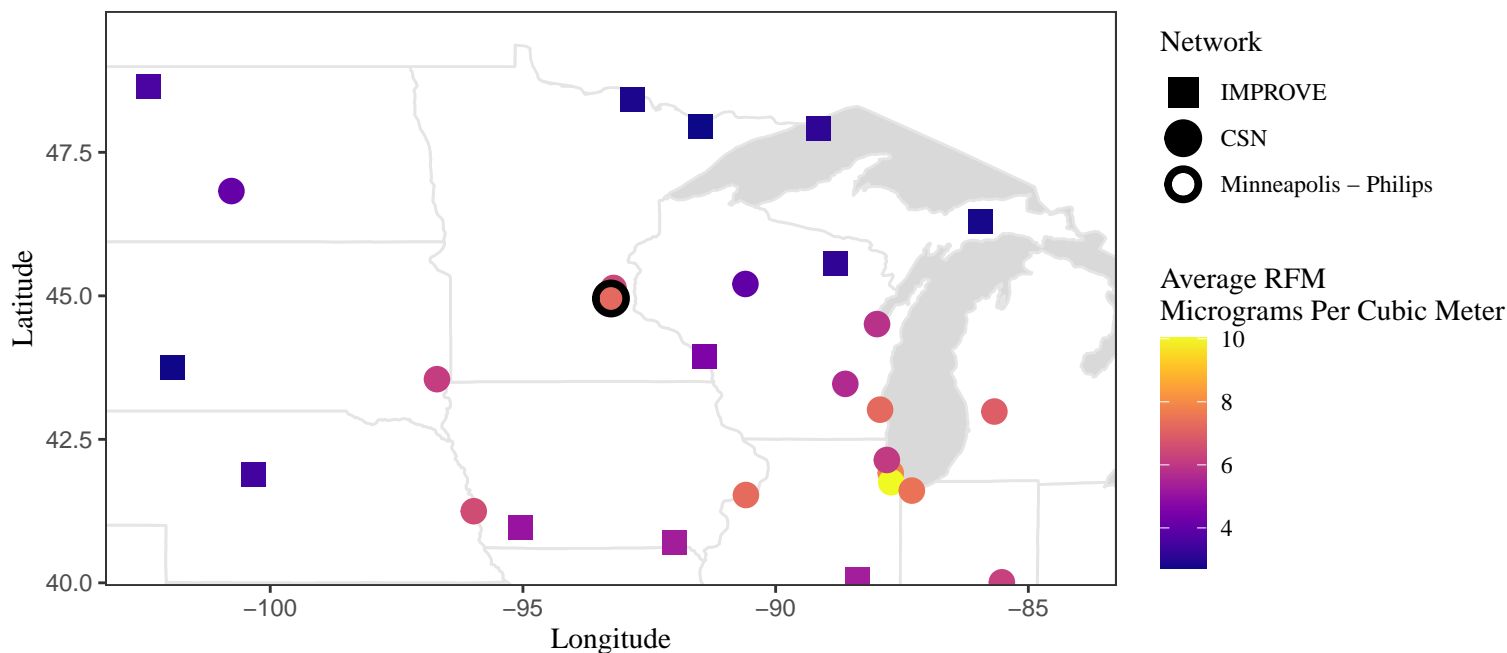 Latitude
47.5
45.0
42.5
40.0
−100
−95
−90
−85
Longitude
Network
IMPROVE
CSN
Minneapolis − Philips
Average RFM
Micrograms Per Cubic Meter
10
8
6
4